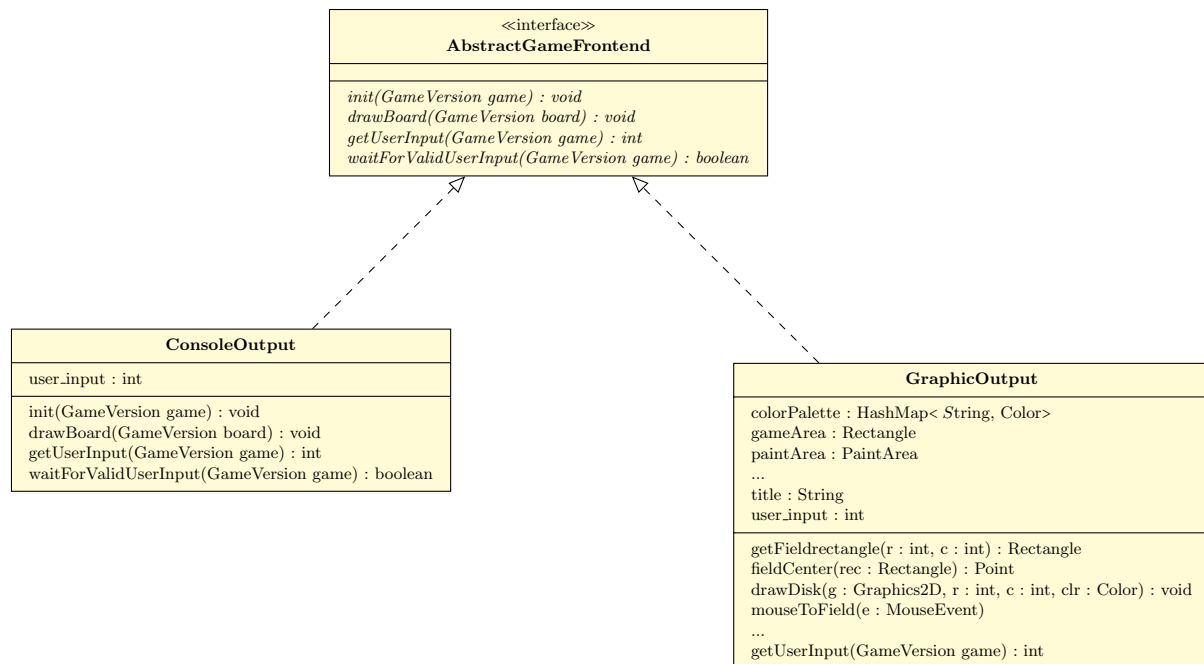 ≪interface≫
AbstractGameFrontend
init(GameVersion game) : void
drawBoard(GameVersion board) : void
getUserInput(GameVersion game) : int
waitForValidUserInput(GameVersion game) : boolean
ConsoleOutput
user_input : int
init(GameVersion game) : void
drawBoard(GameVersion board) : void
getUserInput(GameVersion game) : int
waitForValidUserInput(GameVersion game) : boolean
GraphicOutput
colorPalette : HashMap< String, Color>
gameArea : Rectangle
paintArea : PaintArea
...
title : String
user_input : int
getFieldrectangle(r : int, c : int) : Rectangle
fieldCenter(rec : Rectangle) : Point
drawDisk(g : Graphics2D, r : int, c : int, clr : Color) : void
mouseToField(e : MouseEvent)
...
getUserInput(GameVersion game) : int